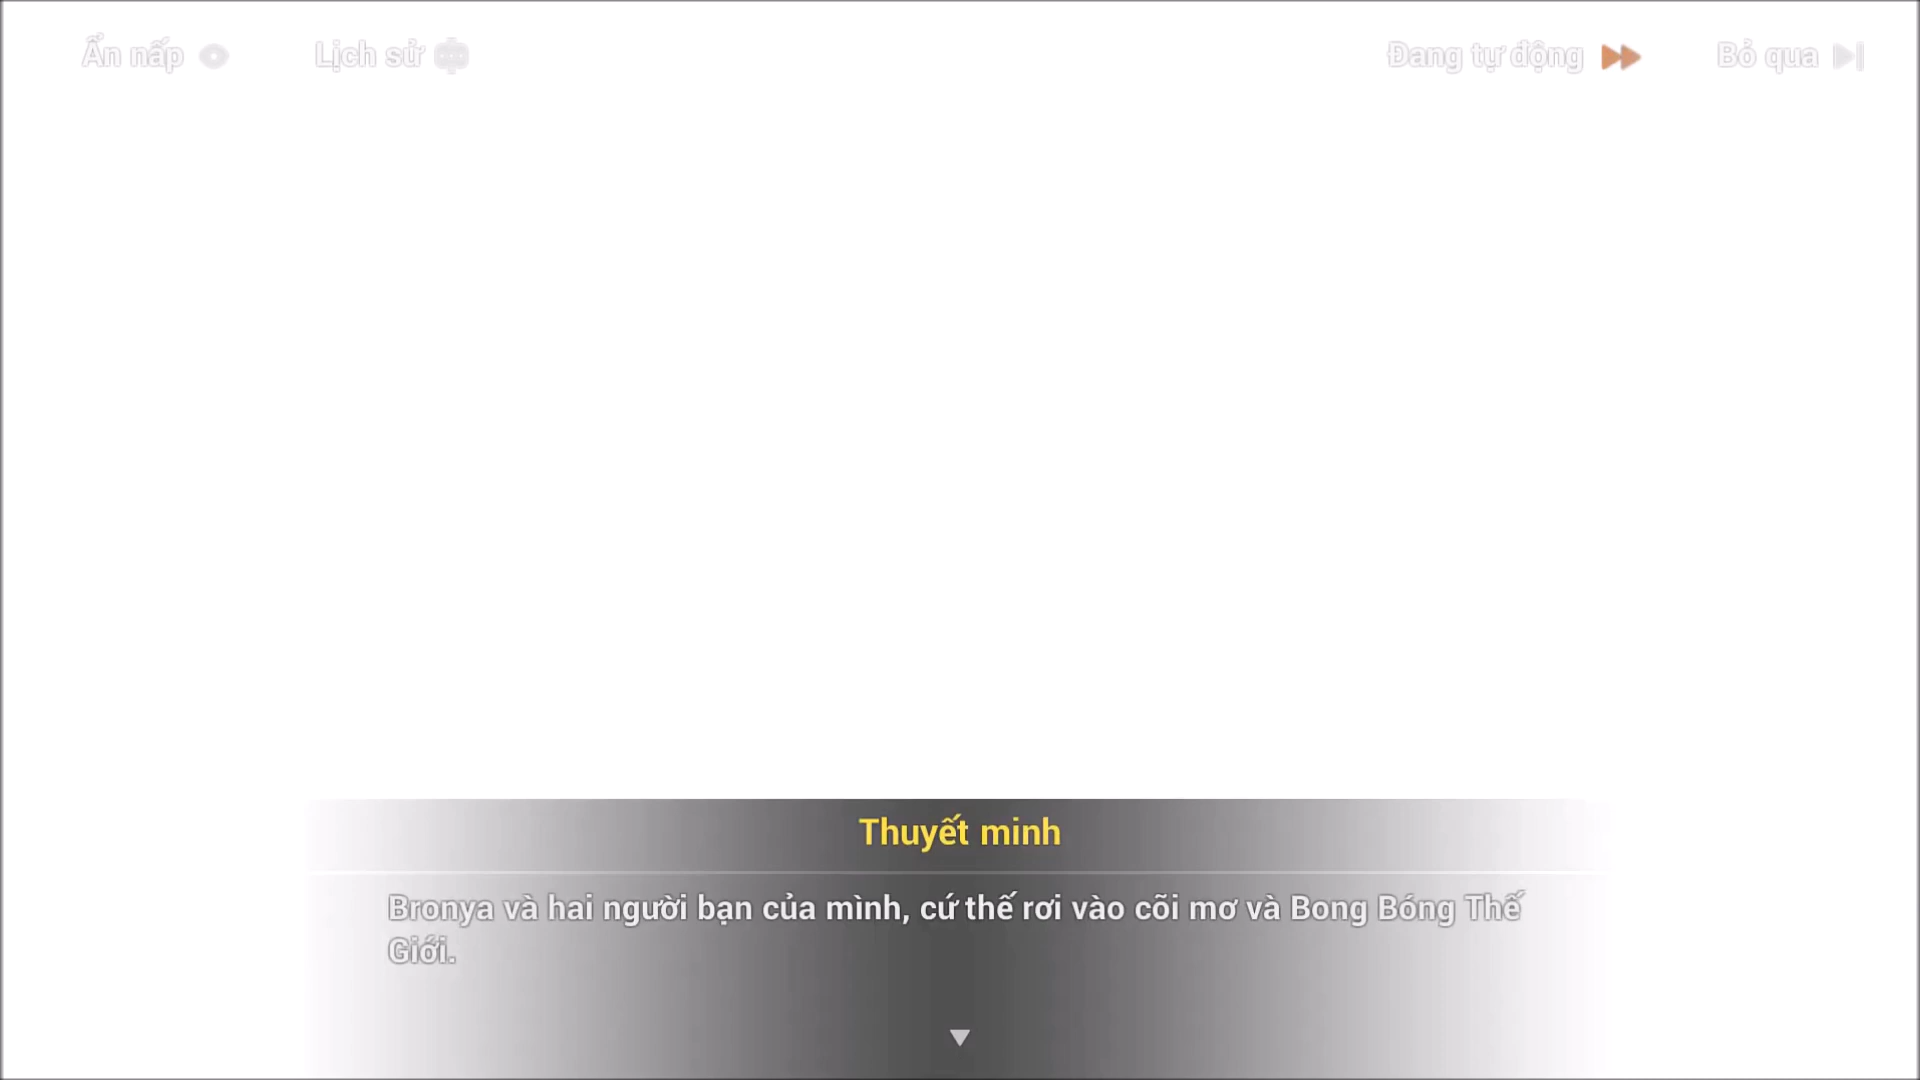 Ẩn nấp
Lịch sử
Đang tự động
Bỏ qua
Thuyết minh
Bronya và hai người bạn của mình, cứ thế rơi vào cõi mơ và Bong Bóng Thế
Giới.